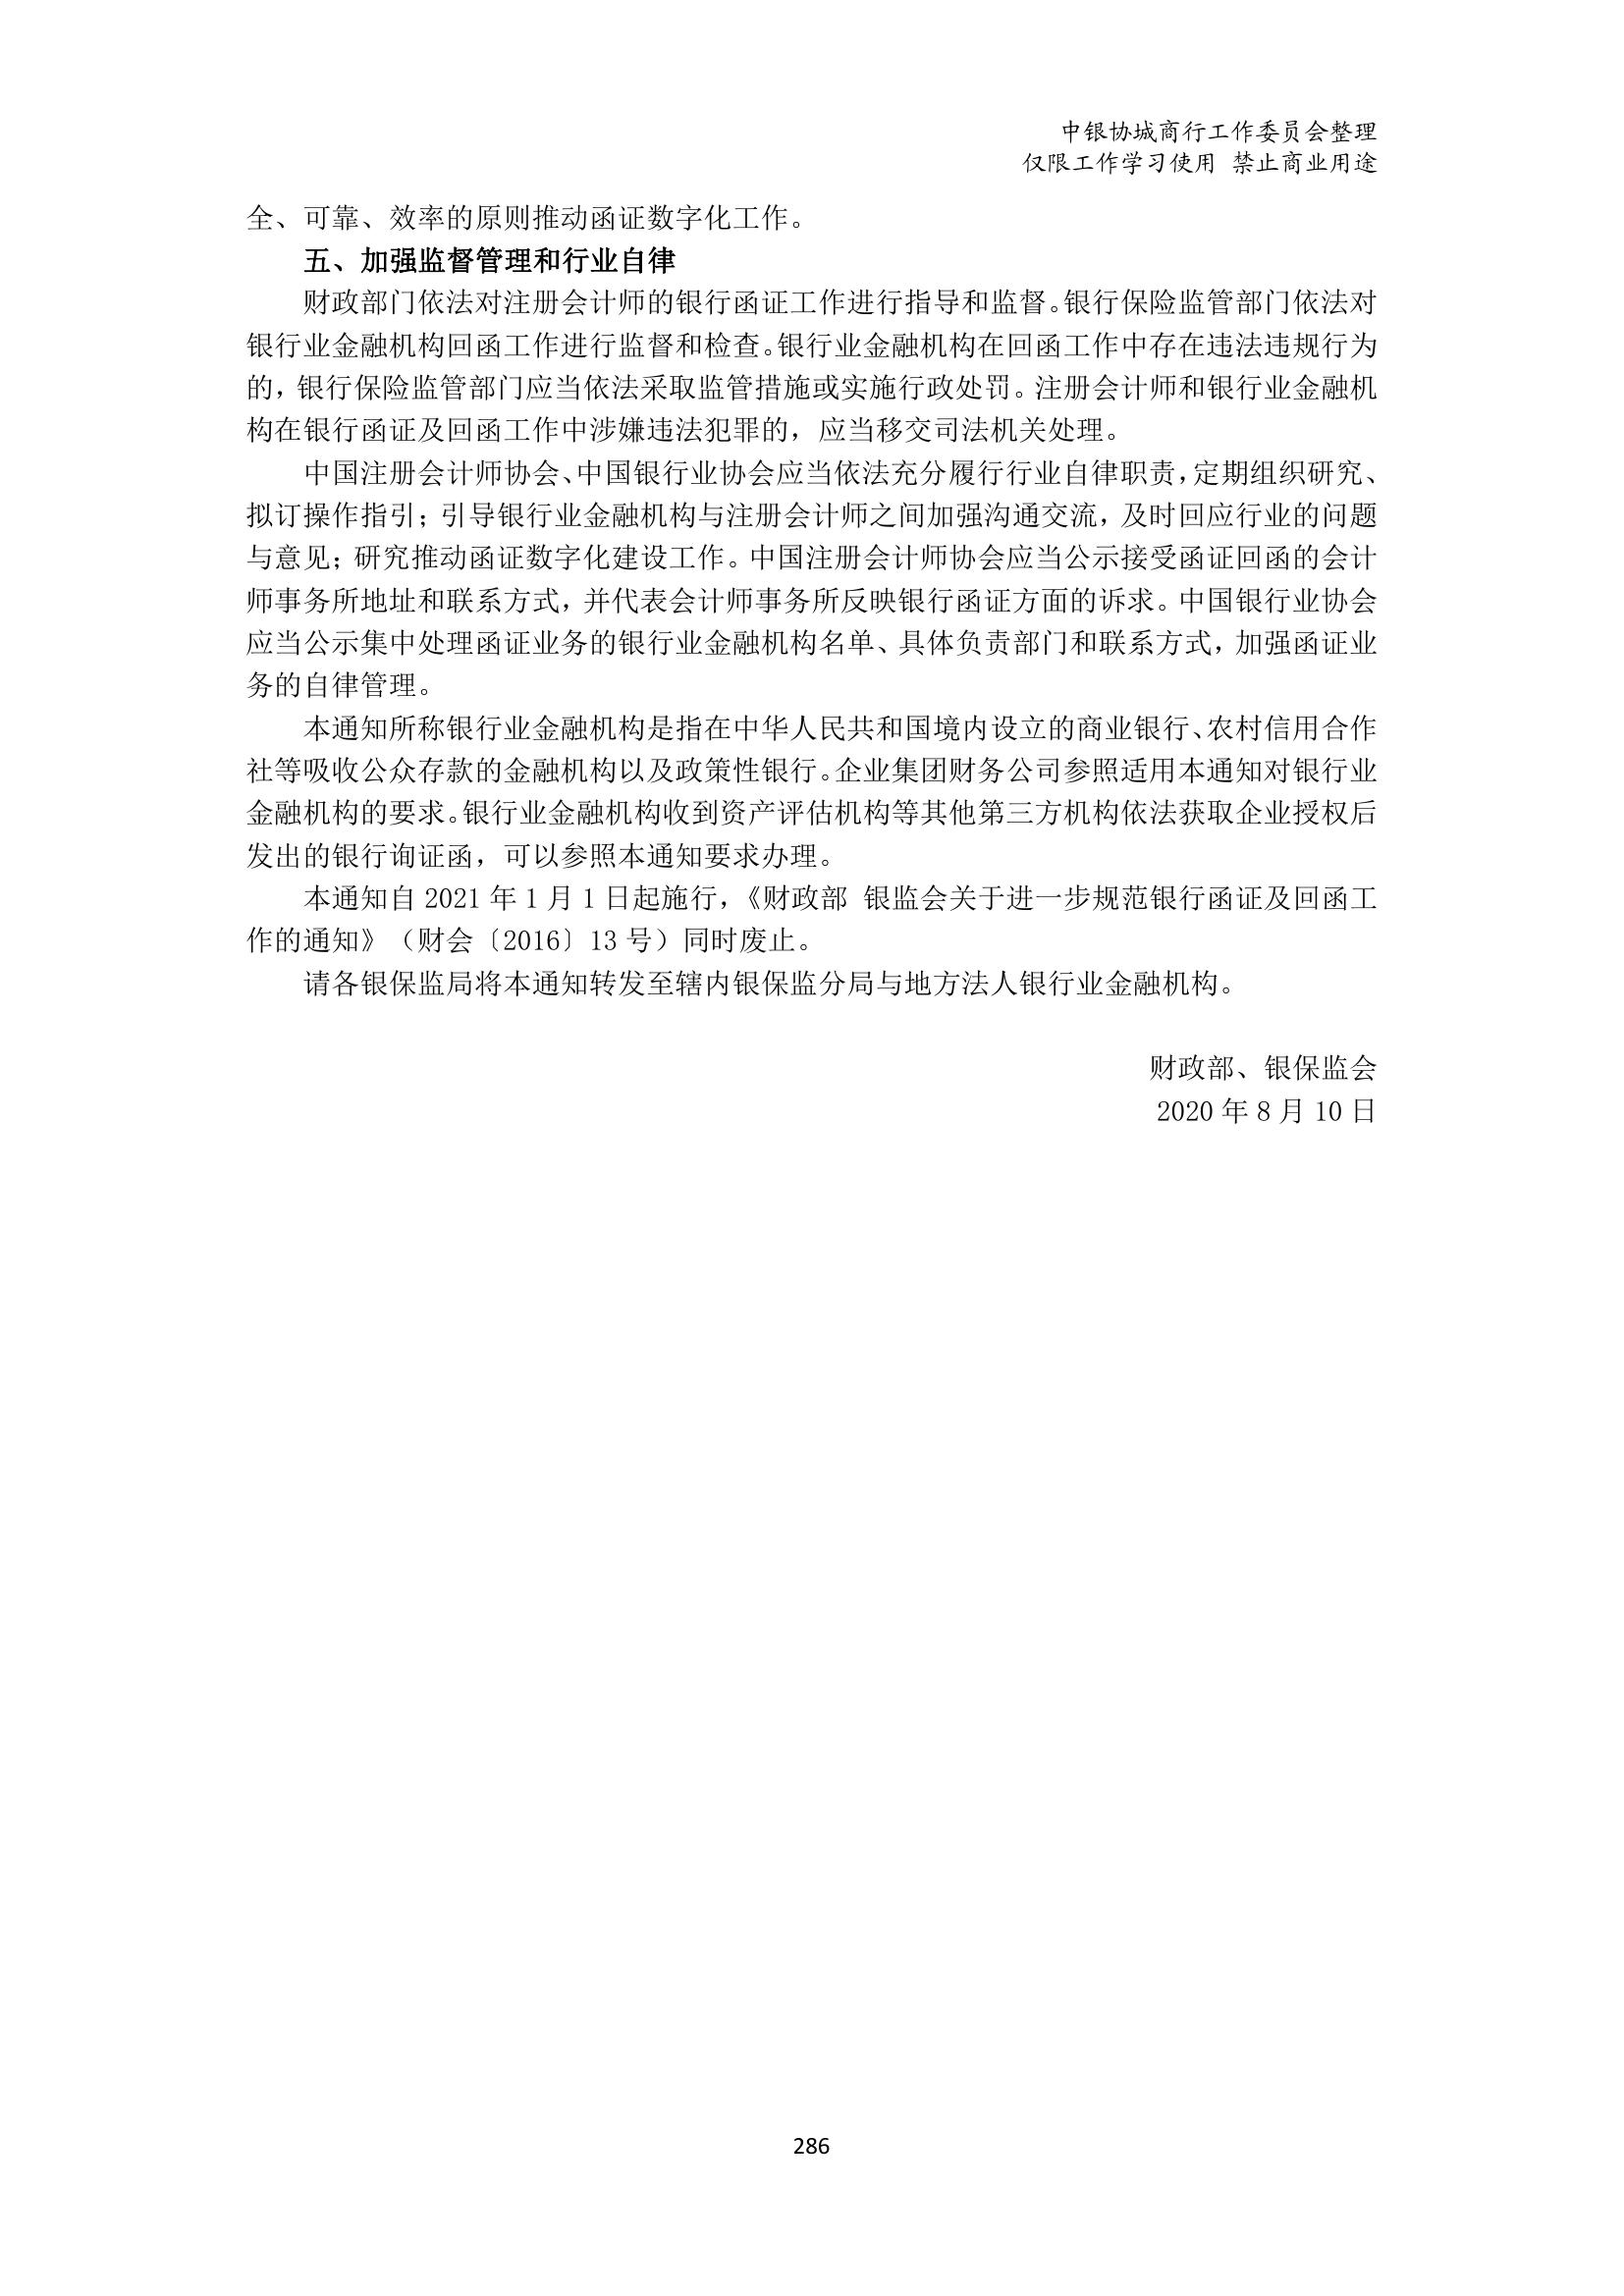 中银协城商行工作委员会整理
仅限工作学习使用 禁止商业用途
全、可靠、效率的原则推动函证数字化工作。
五、加强监督管理和行业自律
财政部门依法对注册会计师的银行函证工作进行指导和监督。银行保险监管部门依法对
银行业金融机构回函工作进行监督和检查。银行业金融机构在回函工作中存在违法违规行为
的，银行保险监管部门应当依法采取监管措施或实施行政处罚。注册会计师和银行业金融机
构在银行函证及回函工作中涉嫌违法犯罪的，应当移交司法机关处理。
中国注册会计师协会、中国银行业协会应当依法充分履行行业自律职责，定期组织研究、
拟订操作指引；引导银行业金融机构与注册会计师之间加强沟通交流，及时回应行业的问题
与意见；研究推动函证数字化建设工作。中国注册会计师协会应当公示接受函证回函的会计
师事务所地址和联系方式，并代表会计师事务所反映银行函证方面的诉求。中国银行业协会
应当公示集中处理函证业务的银行业金融机构名单、具体负责部门和联系方式，加强函证业
务的自律管理。
本通知所称银行业金融机构是指在中华人民共和国境内设立的商业银行、农村信用合作
社等吸收公众存款的金融机构以及政策性银行。企业集团财务公司参照适用本通知对银行业
金融机构的要求。银行业金融机构收到资产评估机构等其他第三方机构依法获取企业授权后
发出的银行询证函，可以参照本通知要求办理。
本通知自 2021 年 1 月 1 日起施行，《财政部 银监会关于进一步规范银行函证及回函工
作的通知》（财会〔2016〕13 号）同时废止。
请各银保监局将本通知转发至辖内银保监分局与地方法人银行业金融机构。
财政部、银保监会
2020 年 8 月 10 日
286